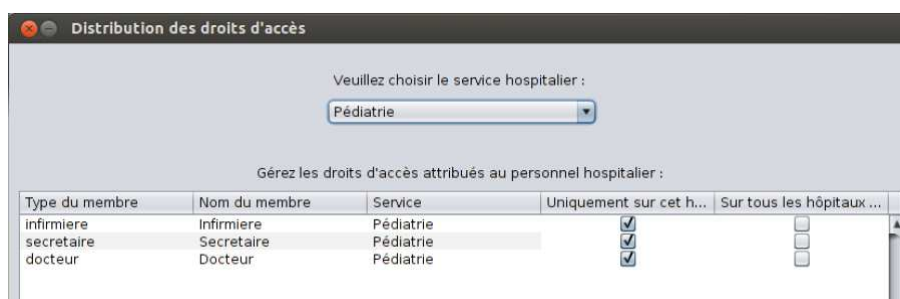 Distribution des droits d'accès
Veuillez choisir le service hospitalier :
Pédiatrie
Gérez les droits d'accès attribués au personnel hospitalier :
Type du membre Nom du membre Service Uniquement sur cet h... Sur tous les hôpitaux ...
infirmiere Infirmiere Pédiatrie
secretaire Secretaire Pédiatrie
docteur Docteur Pédiatrie